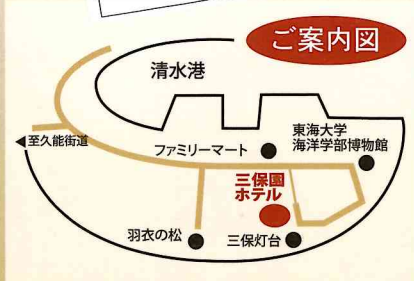 ご案内図
清水港
東海大学
海洋学部博物館
◀至久能街道
ファミリーマート
三保園
ホテル
羽衣の松
三保灯台